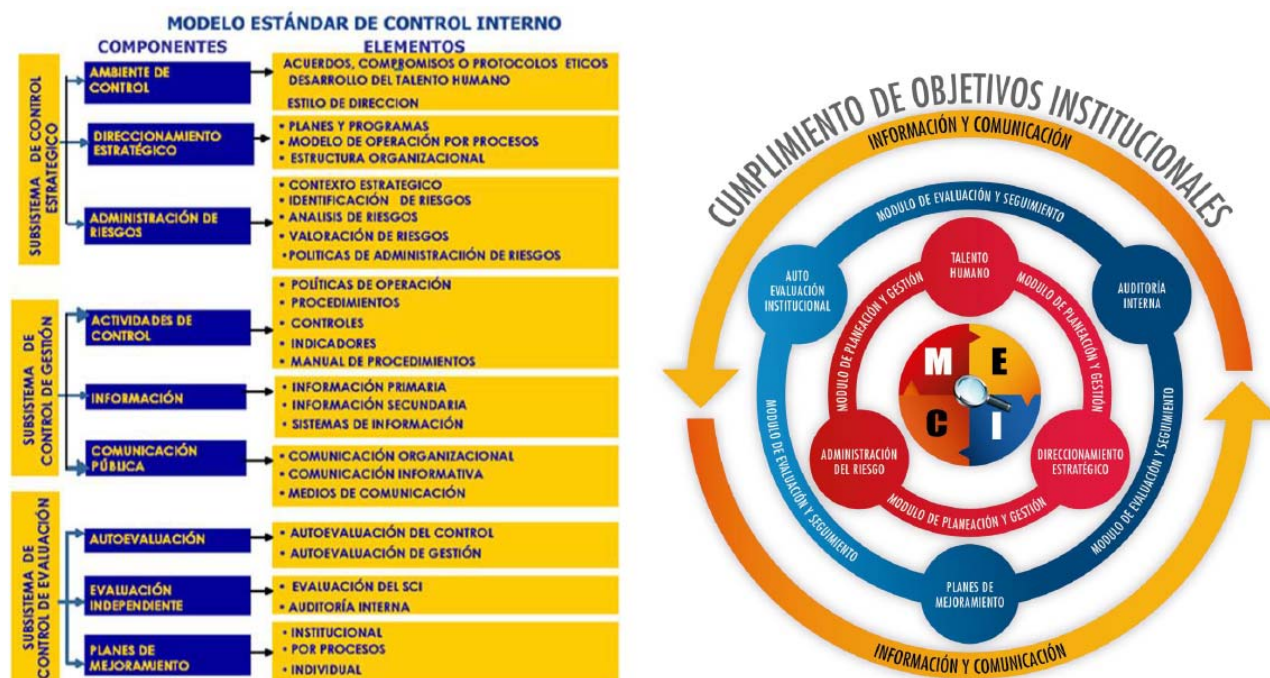 MODELO ESTÁNDAR DE CONTROL INTERNO
COMPONENTES
ELEMENTOS
SUBSISTEMA DE CONTROL
ESTRATÉGICO
AMBIENTE DE
CONTROL
ACUERDOS, COMPROMISOS O PROTOCOLOS ETICOS
DESARROLLO DEL TALENTO HUMANO
ESTILO DE DIRECCION
DIRECCIONAMIENTO
ESTRATÉGICO
• PLANES Y PROGRAMAS
• MODELO DE OPERACIÓN POR PROCESOS
• ESTRUCTURA ORGANIZACIONAL
ADMINISTRACIÓN DE
RIESGOS
• CONTEXTO ESTRATEGICO
• IDENTIFICACIÓN DE RIESGOS
• ANALISIS DE RIESGOS
• VALORACIÓN DE RIESGOS
• POLITICAS DE ADMINISTRACIIÓN DE RIESGOS
SUBSISTEMA DE
CONTROL DE GESTIÓN
ACTIVIDADES DE
CONTROL
• POLÍTICAS DE OPERACIÓN
• PROCEDIMIENTOS
• CONTROLES
• INDICADORES
• MANUAL DE PROCEDIMIENTOS
INFORMACIÓN
• INFORMACIÓN PRIMARIA
• INFORMACIÓN SECUNDARIA
• SISTEMAS DE INFORMACIÓN
COMUNICACIÓN
PÚBLICA
• COMUNICACIÓN ORGANIZACIONAL
• COMUNICACIÓN INFORMATIVA
• MEDIOS DE COMUNICACIÓN
SUBSISTEMA DE
CONTROL DE EVALUACIÓN
AUTOEVALUACIÓN
• AUTOEVALUACIÓN DEL CONTROL
• AUTOEVALUACIÓN DE GESTIÓN
EVALUACIÓN
INDEPENDIENTE
• EVALUACIÓN DEL SCI
• AUDITORÍA INTERNA
PLANES DE
MEJORAMIENTO
• INSTITUCIONAL
• POR PROCESOS
• INDIVIDUAL
CUMPLIMIENTO DE OBJETIVOS INSTITUCIONALES
INFORMACIÓN Y COMUNICACIÓN
MODULO DE EVALUACIÓN Y SEGUIMIENTO
TALENTO
HUMANO
AUTO
EVALUACIÓN
INSTITUCIONAL
AUDITORÍA
INTERNA
MODULO DE PLANEACIÓN Y GESTIÓN
MODULO DE PLANEACIÓN Y GESTIÓN
M E
C I
ADMINISTRACIÓN
DEL RIESGO
DIRECCIONAMIENTO
ESTRATÉGICO
MODULO DE PLANEACIÓN Y GESTIÓN
MODULO DE EVALUACIÓN Y SEGUIMIENTO
MODULO DE EVALUACIÓN Y SEGUIMIENTO
PLANES DE
MEJORAMIENTO
INFORMACIÓN Y COMUNICACIÓN